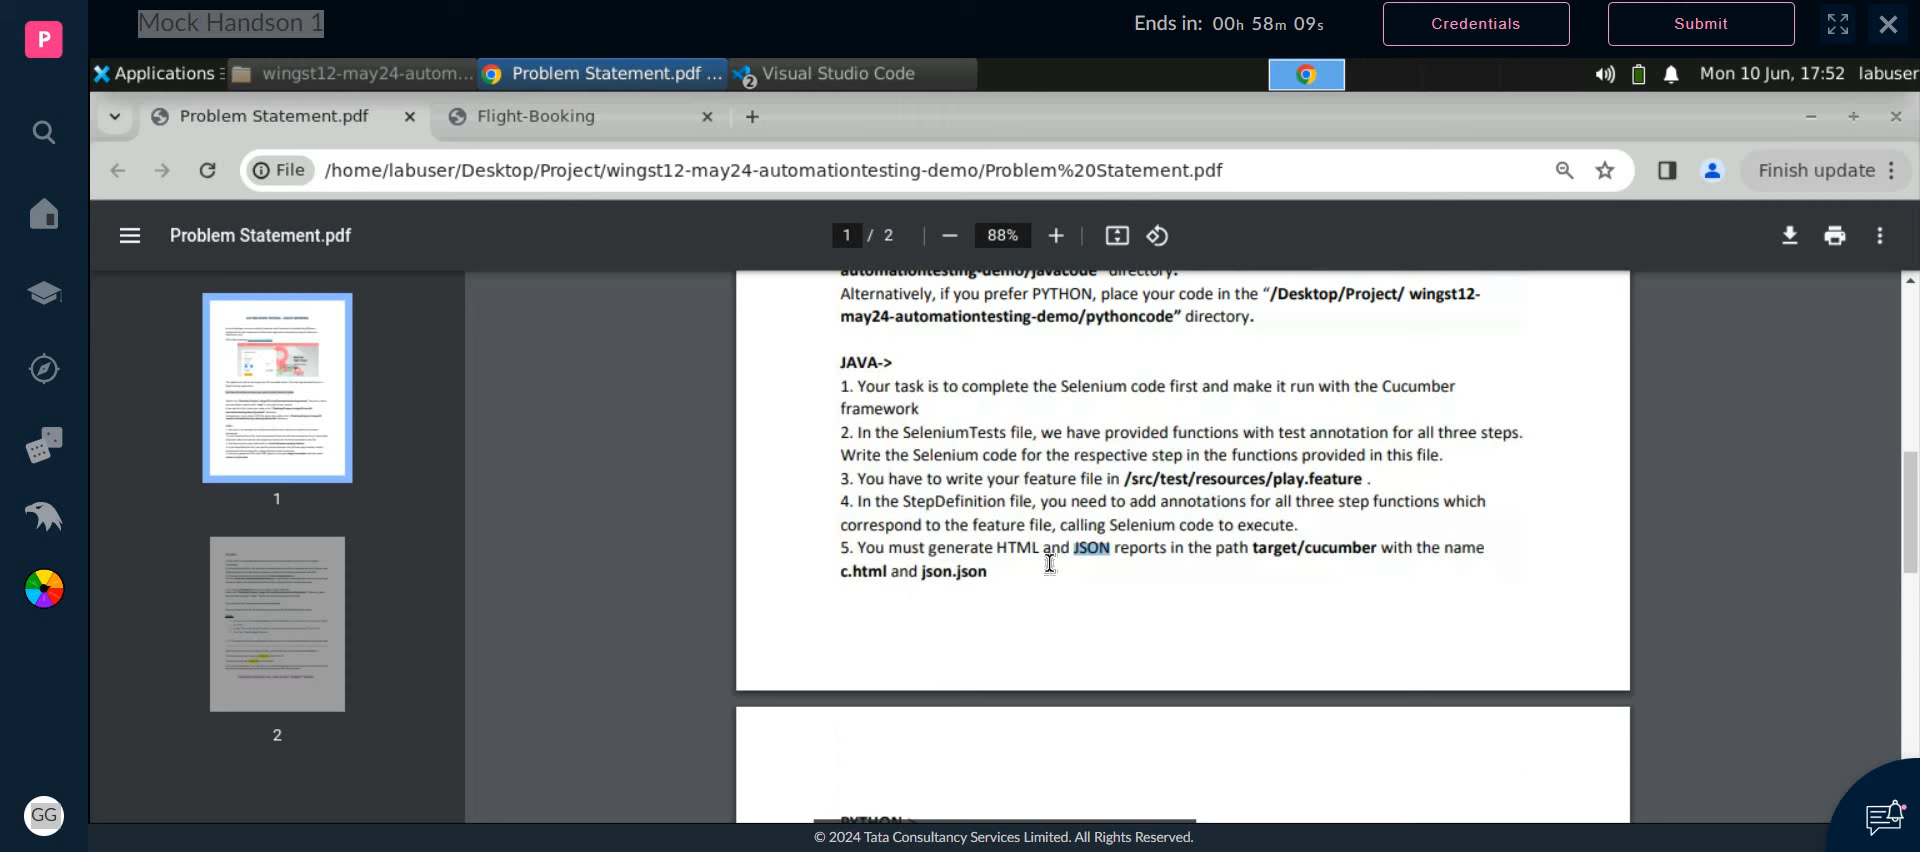 P
Mock Handson 1
Ends in: 00h 58m 09s
Credentials
Submit
Applications
wingst12-may24-autom...
Problem Statement.pdf ...
2
Visual Studio Code
Mon 10 Jun, 17:52
labuser
Problem Statement.pdf
Flight-Booking
File
/home/labuser/Desktop/Project/wingst12-may24-automationtesting-demo/Problem%20Statement.pdf
Finish update
Problem Statement.pdf
1 / 2
88%
automationtesting-demo/javacode" directory.
Alternatively, if you prefer PYTHON, place your code in the "/Desktop/Project/ wingst12-
may24-automationtesting-demo/pythoncode" directory.
JAVA->
1. Your task is to complete the Selenium code first and make it run with the Cucumber
framework
2. In the SeleniumTests file, we have provided functions with test annotation for all three steps.
Write the Selenium code for the respective step in the functions provided in this file.
3. You have to write your feature file in /src/test/resources/play.feature .
4. In the StepDefinition file, you need to add annotations for all three step functions which
correspond to the feature file, calling Selenium code to execute.
5. You must generate HTML and JSON reports in the path target/cucumber with the name
c.html and json.json
1
2
PYTHON
GG
© 2024 Tata Consultancy Services Limited. All Rights Reserved.